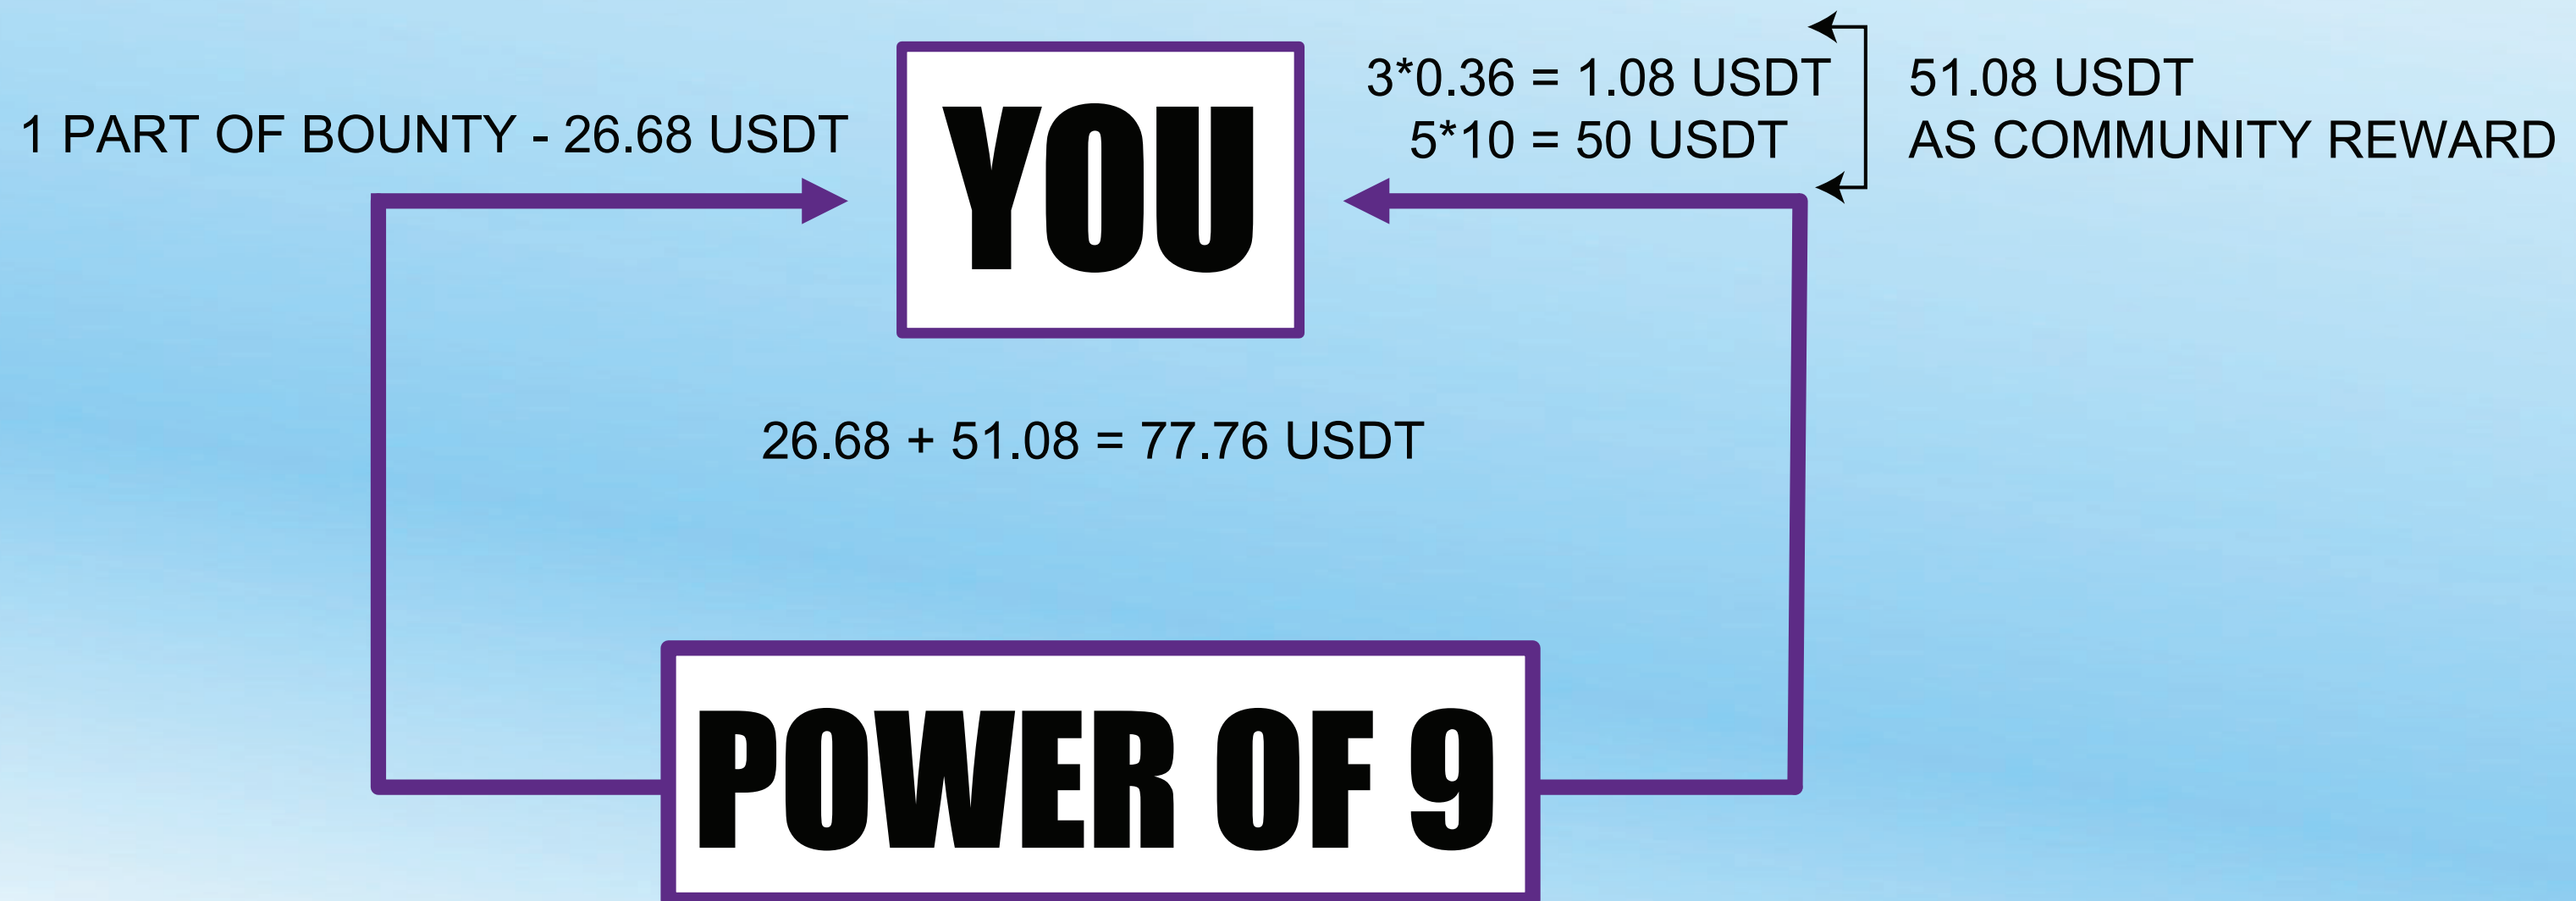 1 PART OF BOUNTY - 26.68 USDT
YOU
3*0.36 = 1.08 USDT
5*10 = 50 USDT
51.08 USDT
AS COMMUNITY REWARD
26.68 + 51.08 = 77.76 USDT
POWER OF 9